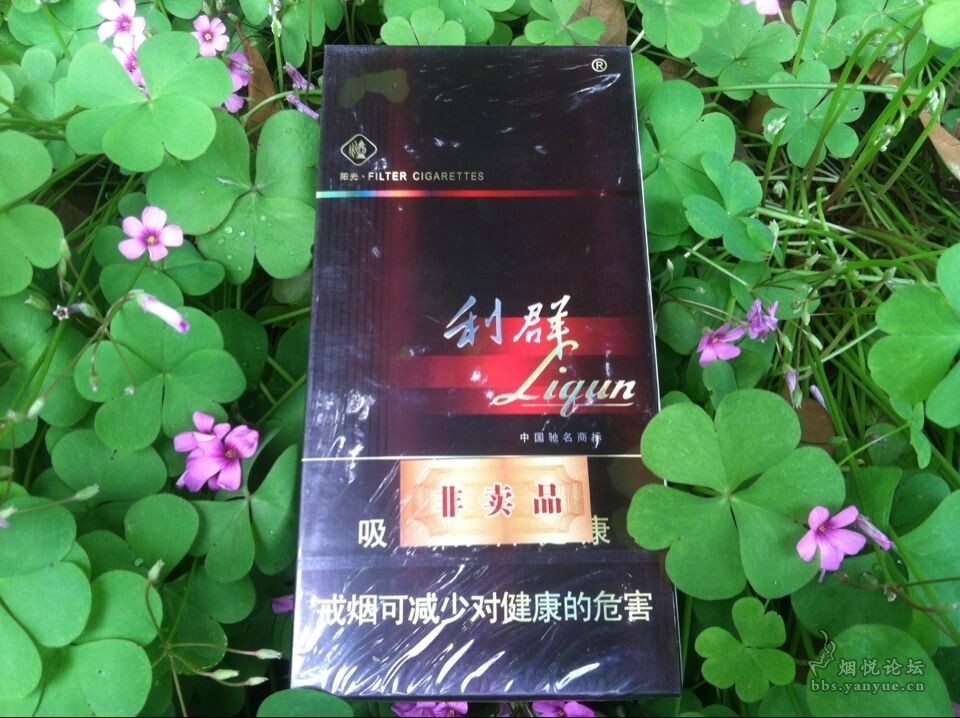 ®
阳光·FILTER CIGARETTES
利群
Liqun
中国驰名商标
非卖品
吸 康
戒烟可减少对健康的危害
烟悦论坛
bbs.yanyue.cn